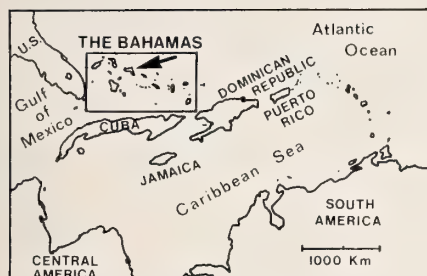 Atlantic
Ocean
U.S.
THE BAHAMAS
DOMINICAN
REPUBLIC
PUERTO
RICO
Gulf
of
Mexico
CUBA
JAMAICA
Caribbean Sea
SOUTH
AMERICA
CENTRAL
AMERICA
1000 Km